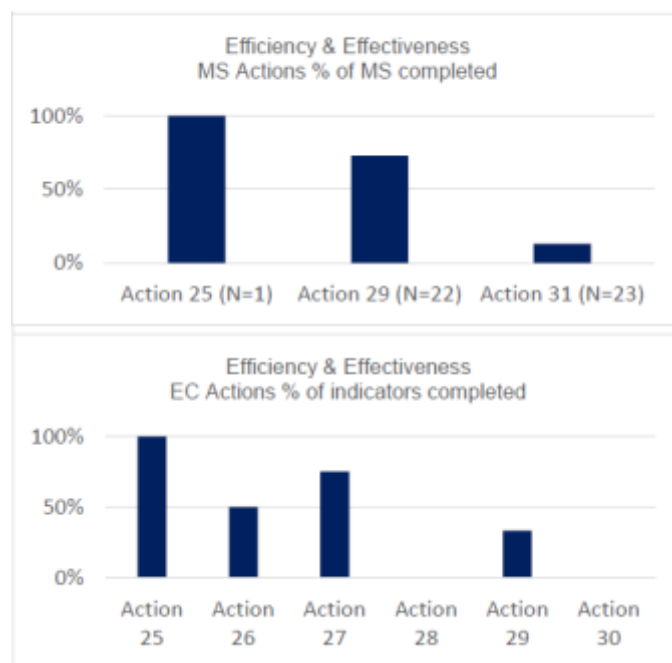 Efficiency & Effectiveness
MS Actions % of MS completed
100%
50%
0%
Action 25 (N=1) Action 29 (N=22) Action 31 (N=23)
Efficiency & Effectiveness
EC Actions % of indicators completed
100%
50%
0%
Action Action Action Action Action Action
25 26 27 28 29 30